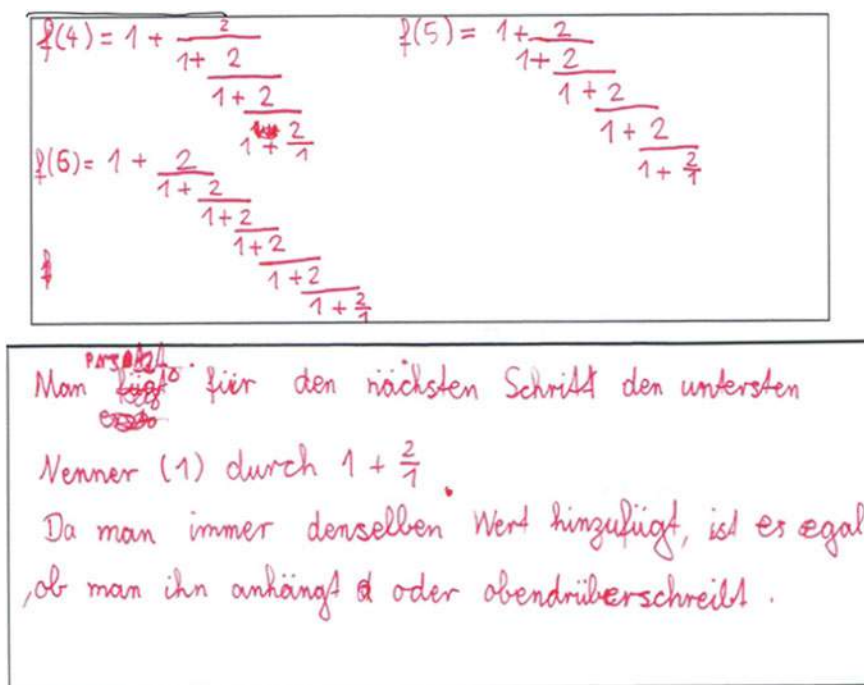 f(4) = 1 + 2/(1 + 2/(1 + 2/(1 + 2/1)))
f(5) = 1 + 2/(1 + 2/(1 + 2/(1 + 2/(1 + 2/1))))
f(6) = 1 + 2/(1 + 2/(1 + 2/(1 + 2/(1 + 2/(1 + 2/1)))))
Man für den nächsten Schritt den untersten
Nenner (1) durch 1 + 2/1.
Da man immer denselben Wert hinzufügt, ist es egal
, ob man ihn anhängt oder obendrüberschreibt.